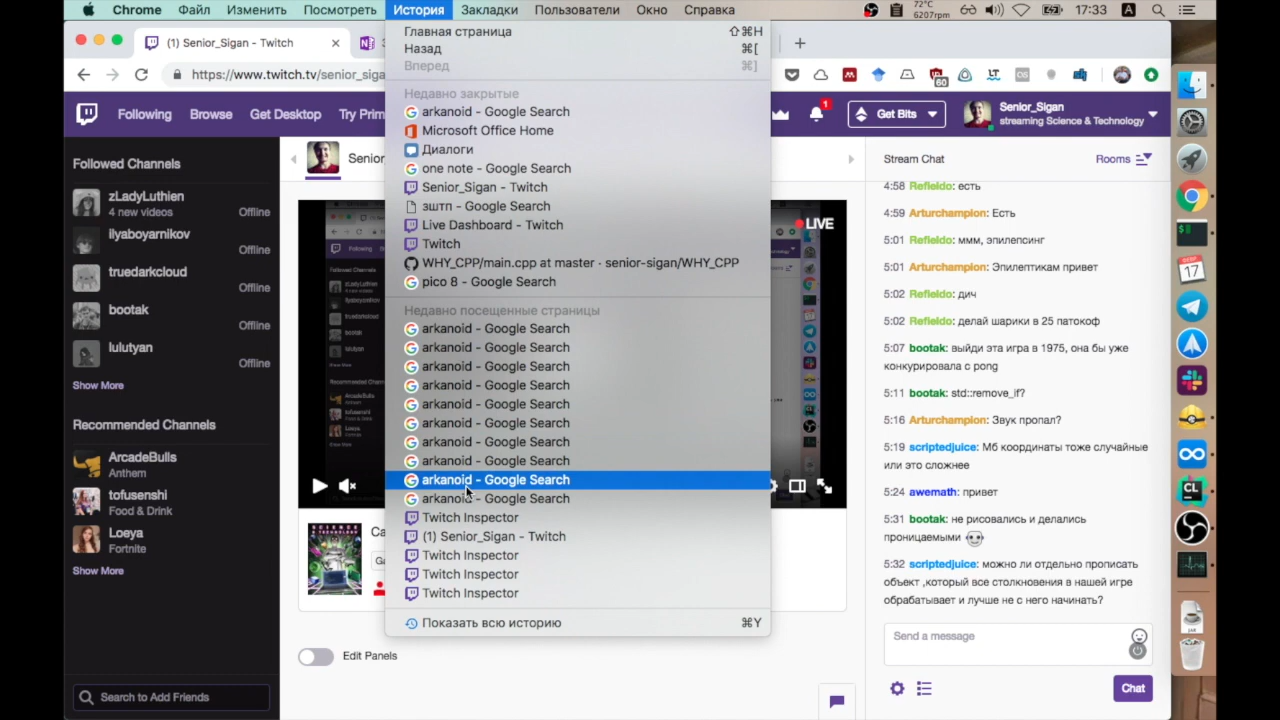 Chrome Файл Изменить Посмотреть История Закладки Пользователи Окно Справка 72°C 6207rpm 17:33 A
(1) Senior_Sigan - Twitch
https://www.twitch.tv/senior_siga
60
Following Browse Get Desktop Try Prim
1
Get Bits
Senior_Sigan
streaming Science & Technology
Followed Channels
zLadyLuthien
4 new videos
Offline
ilyaboyarnikov
Offline
truedarkcloud
Offline
bootak
Offline
lulutyan
Offline
Show More
Recommended Channels
ArcadeBulls
Anthem
tofusenshi
Food & Drink
Loeya
Fortnite
Show More
Search to Add Friends
Главная страница ⇧⌘H
Назад ⌘[
Вперед ⌘]
Недавно закрытые
arkanoid - Google Search
Microsoft Office Home
Диалоги
one note - Google Search
Senior_Sigan - Twitch
зштп - Google Search
Live Dashboard - Twitch
Twitch
WHY_CPP/main.cpp at master · senior-sigan/WHY_CPP
pico 8 - Google Search
Недавно посещенные страницы
arkanoid - Google Search
arkanoid - Google Search
arkanoid - Google Search
arkanoid - Google Search
arkanoid - Google Search
arkanoid - Google Search
arkanoid - Google Search
arkanoid - Google Search
arkanoid - Google Search
arkanoid - Google Search
Twitch Inspector
(1) Senior_Sigan - Twitch
Twitch Inspector
Twitch Inspector
Twitch Inspector
Показать всю историю ⌘Y
Senior
LIVE
Ca
Edit Panels
Stream Chat
Rooms
4:58 Refleldo: есть
4:59 Arturchampion: Есть
5:01 Refleldo: ммм, эпилепсинг
5:01 Arturchampion: Эпилептикам привет
5:02 Refleldo: дич
5:02 Refleldo: делай шарики в 25 патокоф
5:07 bootak: выйди эта игра в 1975, она бы уже
конкурировала с pong
5:11 bootak: std::remove_if?
5:16 Arturchampion: Звук пропал?
5:19 scriptedjuice: Мб координаты тоже случайные
или это сложнее
5:24 awemath: привет
5:31 bootak: не рисовались и делались
проницаемыми
5:32 scriptedjuice: можно ли отдельно прописать
объект ,который все столкновения в нашей игре
обрабатывает и лучше не с него начинать?
Send a message
Chat
17
CL